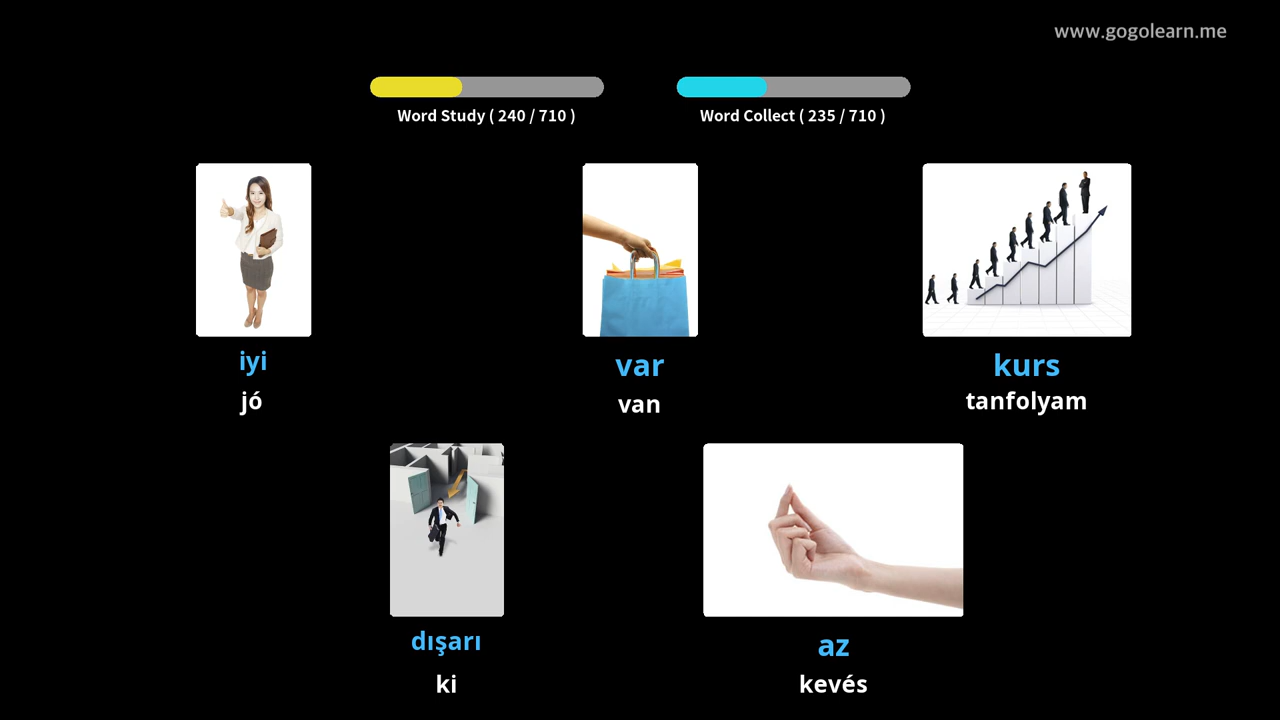 www.gogolearn.me
Word Study ( 240 / 710 )
Word Collect ( 235 / 710 )
iyi
jó
var
van
kurs
tanfolyam
dışarı
ki
az
kevés